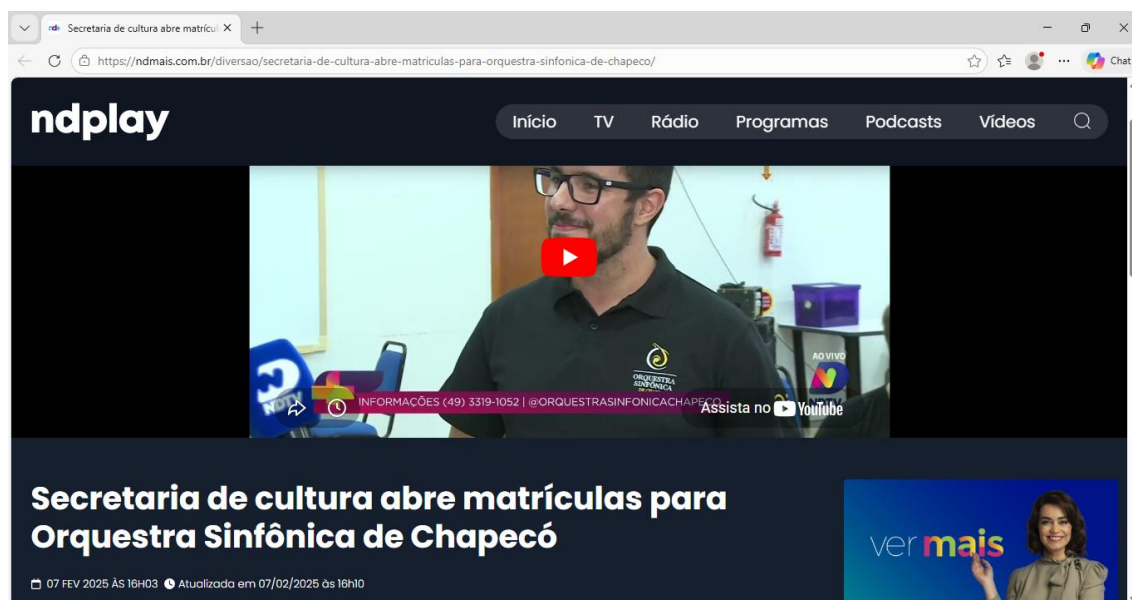 Secretaria de cultura abre matrícul
https://ndmais.com.br/diversao/secretaria-de-cultura-abre-matriculas-para-orquestra-sinfonica-de-chapeco/
Chat
ndplay
Início TV Rádio Programas Podcasts Vídeos
ORQUESTRA
SINFÔNICA
AO VIVO
NDTV
INFORMAÇÕES (49) 3319-1052 | @ORQUESTRASINFONICACHAPECO
Assista no YouTube
Secretaria de cultura abre matrículas para
Orquestra Sinfônica de Chapecó
ver mais
07 FEV 2025 ÀS 16H03 Atualizada em 07/02/2025 às 16h10